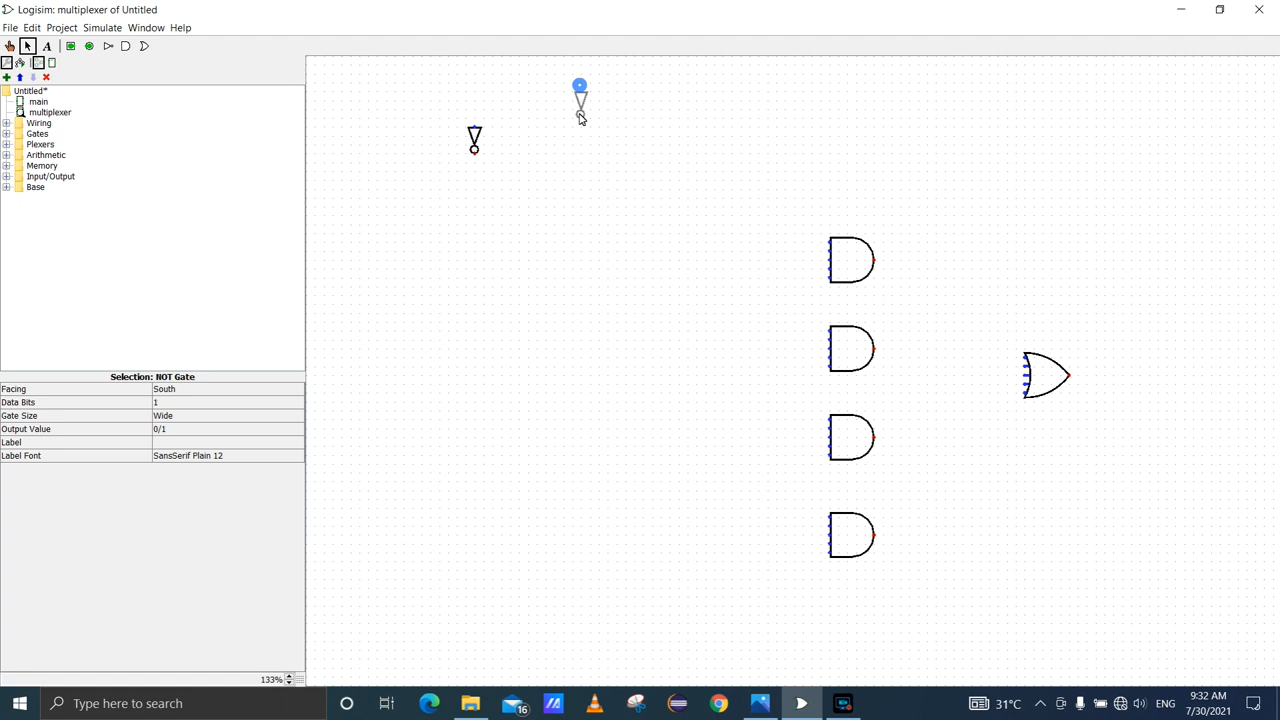 Logisim: multiplexer of Untitled
File Edit Project Simulate Window Help
A
Untitled*
main
multiplexer
Wiring
Gates
Plexers
Arithmetic
Memory
Input/Output
Base
Selection: NOT Gate
Facing South
Data Bits 1
Gate Size Wide
Output Value 0/1
Label
Label Font SansSerif Plain 12
133%
Type here to search
16
31°C
ENG
9:32 AM
7/30/2021